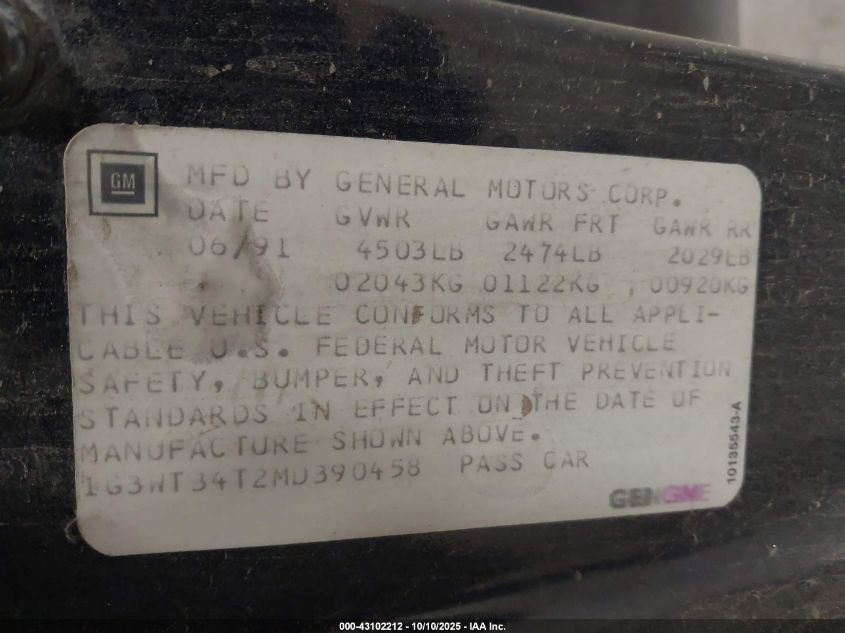 GM
MFD BY GENERAL MOTORS CORP.
DATE GVWR GAWR FRT GAWR RR
06/91 4503LB 2474LB 2029LB
02043KG 01122KG 00920KG
THIS VEHICLE CONFORMS TO ALL APPLI-
CABLE U.S. FEDERAL MOTOR VEHICLE
SAFETY, BUMPER, AND THEFT PREVENTION
STANDARDS IN EFFECT ON THE DATE OF
MANUFACTURE SHOWN ABOVE.
1G3WT34T2MD390458 PASS CAR
10135543-A
000-43102212 - 10/10/2025 - IAA Inc.